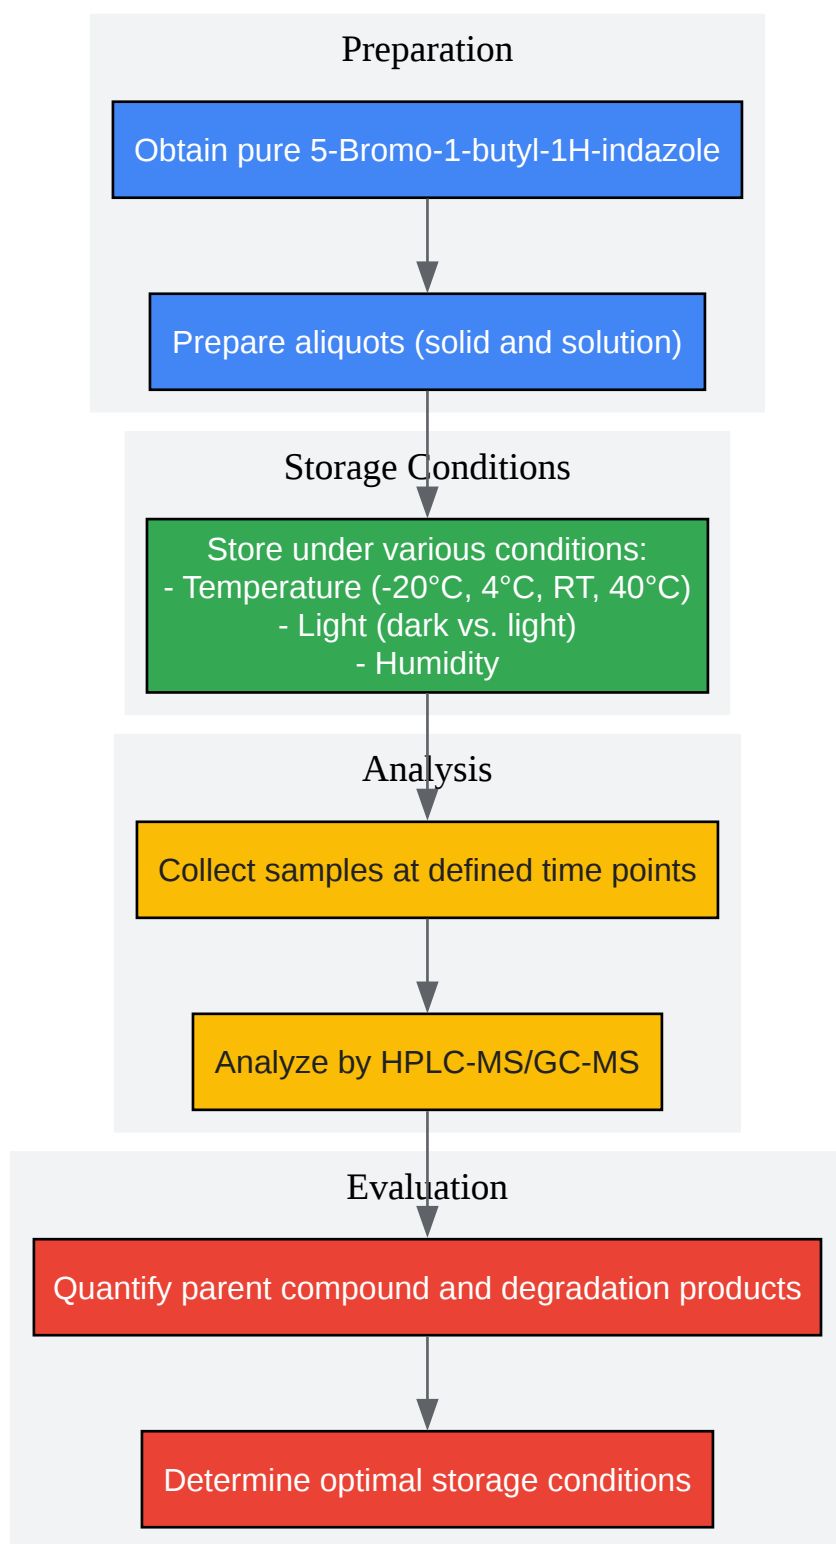 Preparation
Obtain pure 5-Bromo-1-butyl-1H-indazole
Prepare aliquots (solid and solution)
Storage Conditions
Store under various conditions:
- Temperature (-20°C, 4°C, RT, 40°C)
- Light (dark vs. light)
- Humidity
Analysis
Collect samples at defined time points
Analyze by HPLC-MS/GC-MS
Evaluation
Quantify parent compound and degradation products
Determine optimal storage conditions